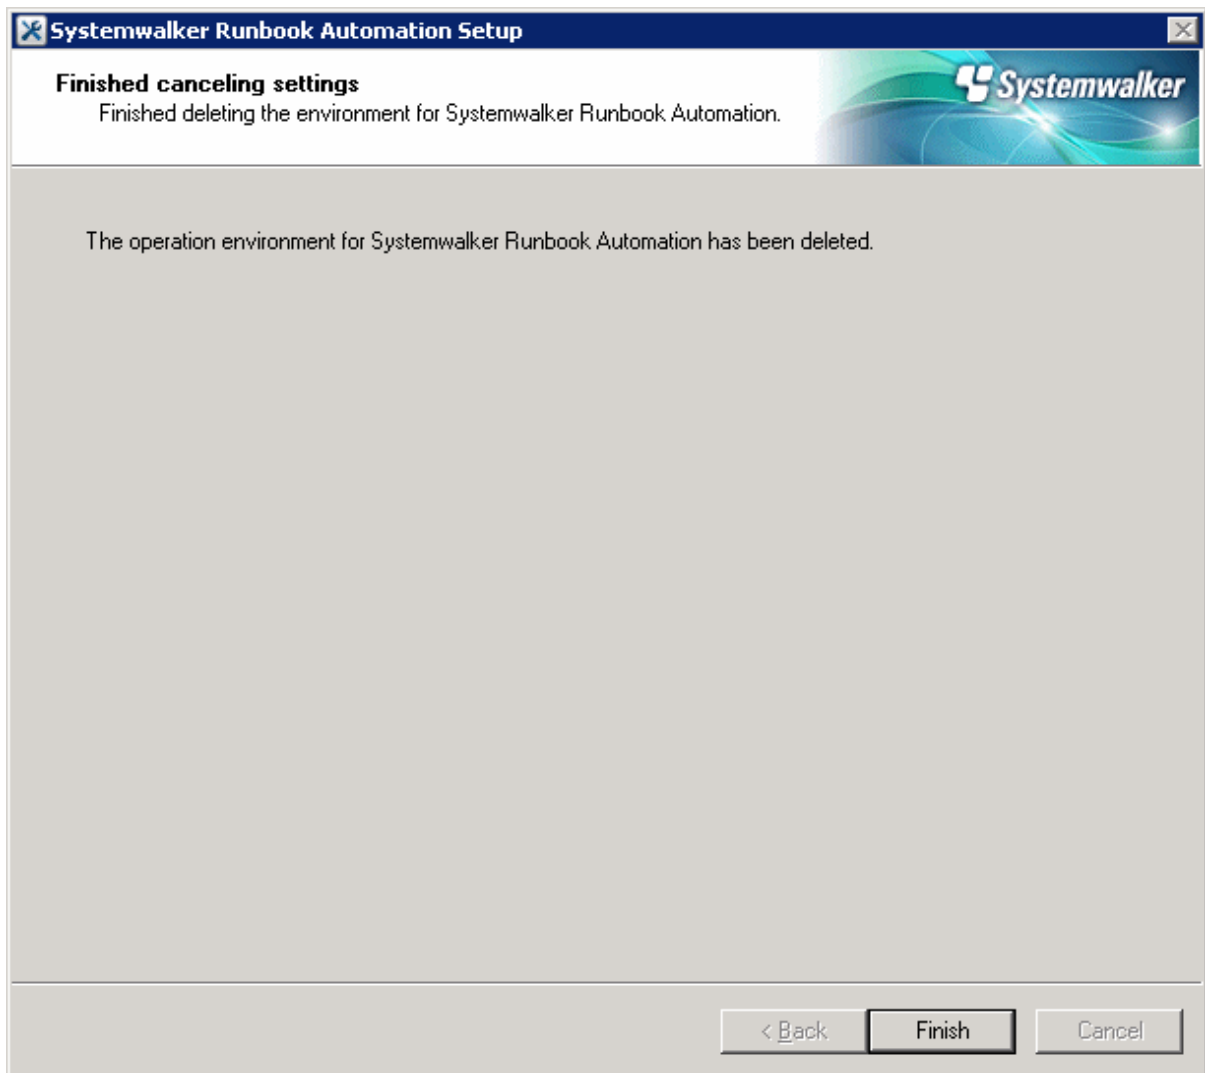 Systemwalker Runbook Automation Setup
Finished canceling settings
Finished deleting the environment for Systemwalker Runbook Automation.
Systemwalker
The operation environment for Systemwalker Runbook Automation has been deleted.
< Back
Finish
Cancel